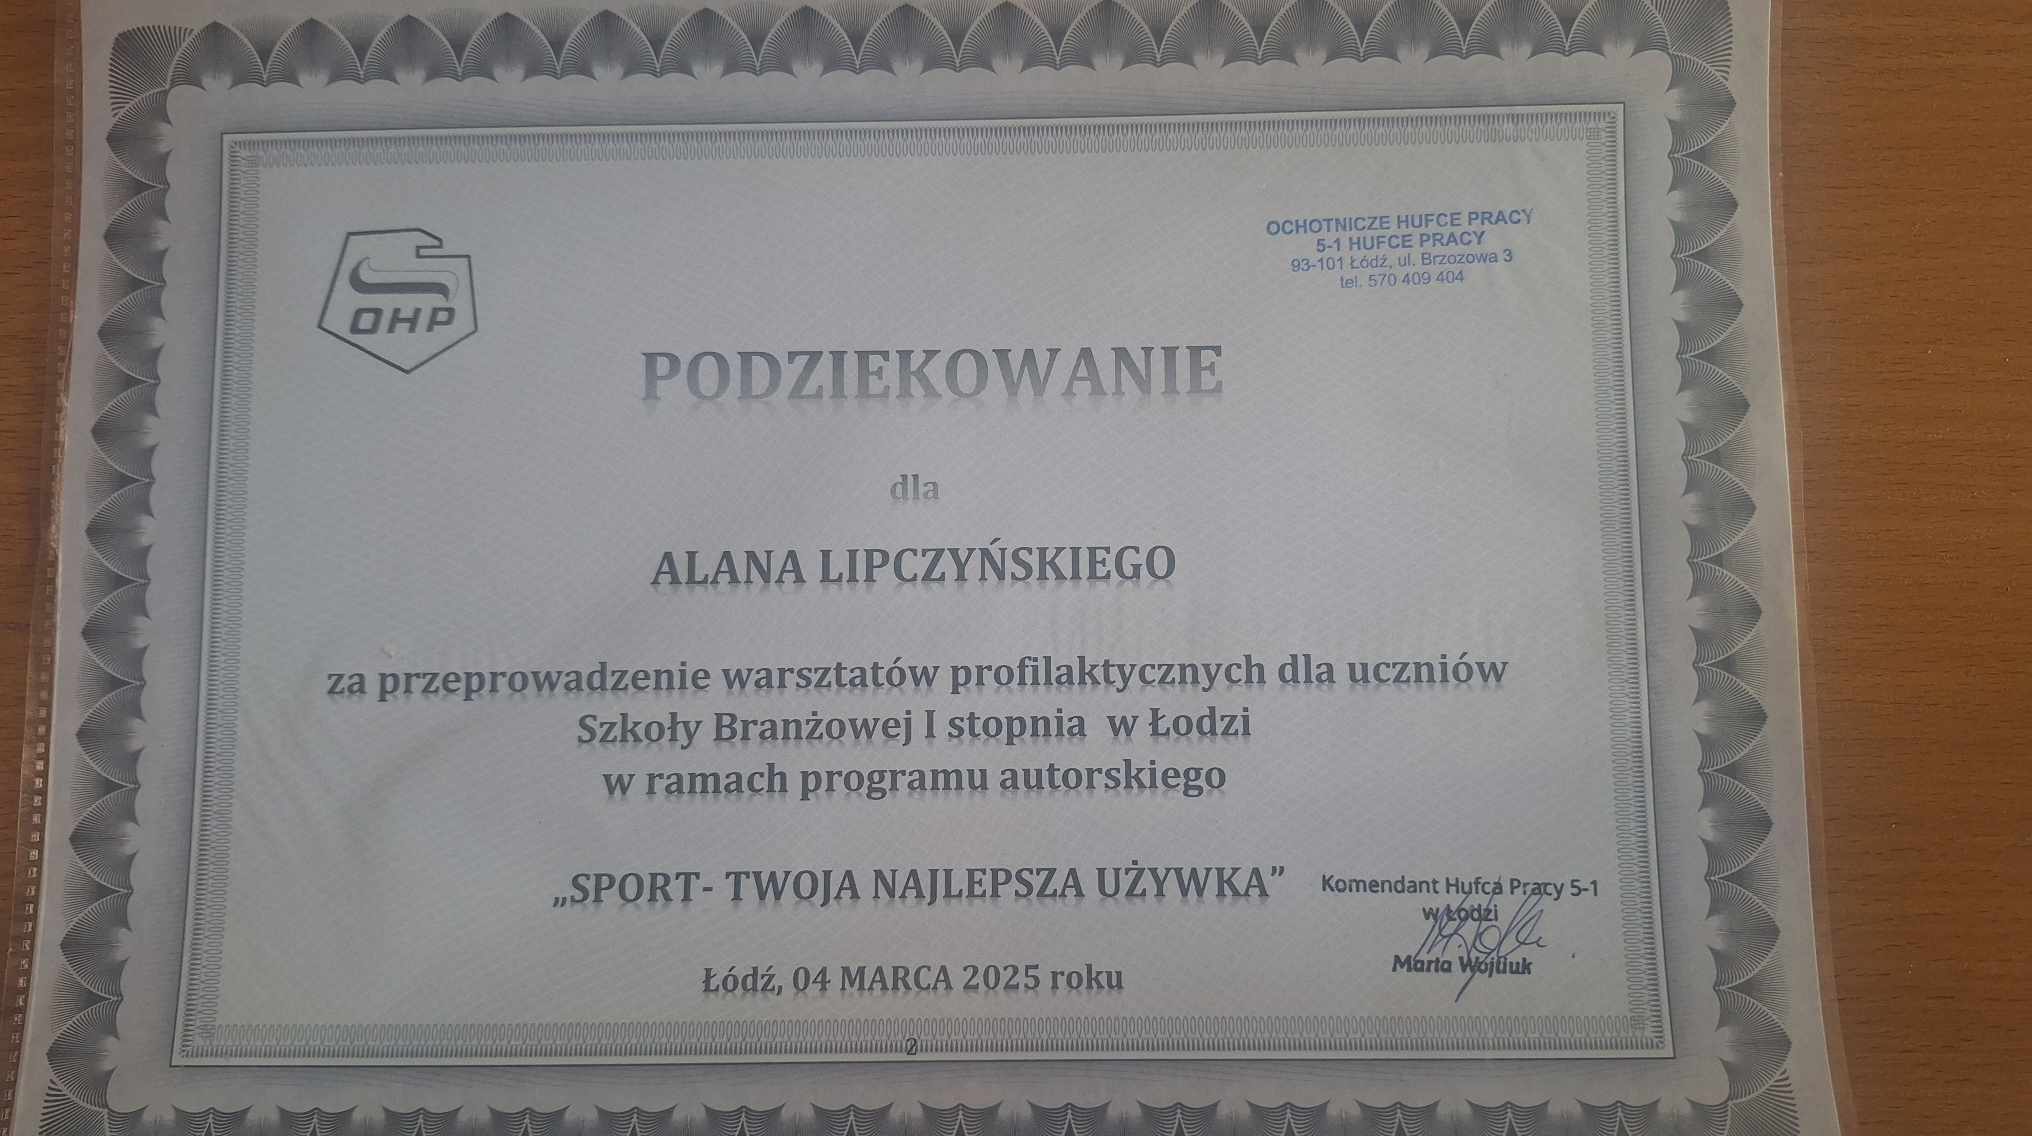 OHP
OCHOTNICZE HUFCE PRACY
5-1 HUFCE PRACY
93-101 Łódź, ul. Brzozowa 3
tel. 570 409 404
PODZIEKOWANIE
dla
ALANA LIPCZYŃSKIEGO
za przeprowadzenie warsztatów profilaktycznych dla uczniów
Szkoły Branżowej I stopnia w Łodzi
w ramach programu autorskiego
„SPORT- TWOJA NAJLEPSZA UŻYWKA”
Komendant Hufca Pracy 5-1
w Łodzi
Marta Wojtiuk
Łódź, 04 MARCA 2025 roku
2